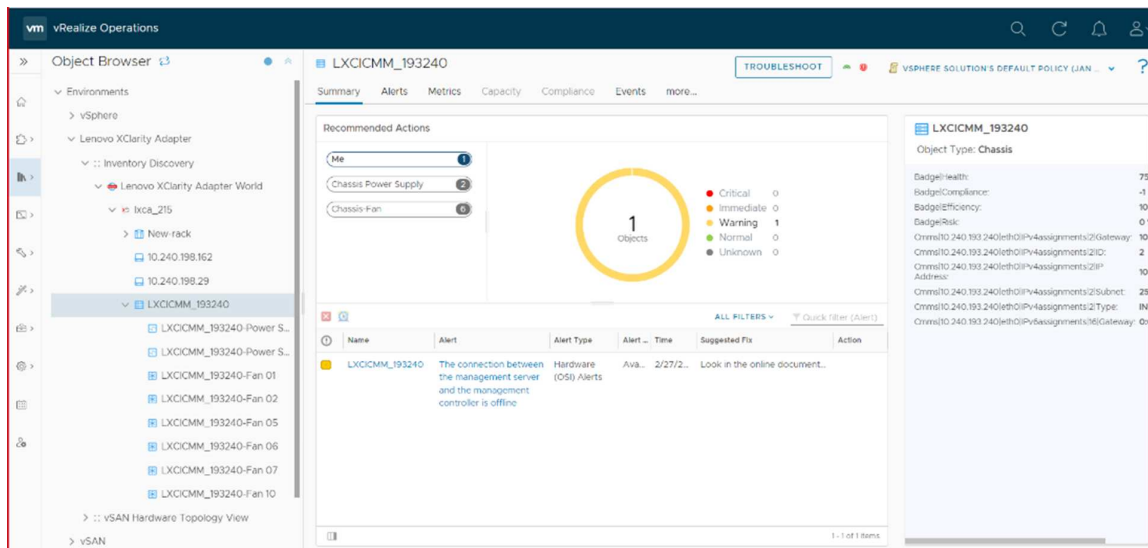 vm vRealize Operations
Object Browser
Environments
vSphere
Lenovo XClarity Adapter
:: Inventory Discovery
Lenovo XClarity Adapter World
lxca_215
New-rack
10.240.198.162
10.240.198.29
LXCICMM_193240
LXCICMM_193240-Power S...
LXCICMM_193240-Power S...
LXCICMM_193240-Fan 01
LXCICMM_193240-Fan 02
LXCICMM_193240-Fan 05
LXCICMM_193240-Fan 06
LXCICMM_193240-Fan 07
LXCICMM_193240-Fan 10
:: vSAN Hardware Topology View
vSAN
LXCICMM_193240
TROUBLESHOOT
VSPHERE SOLUTION'S DEFAULT POLICY (JAN ...
Summary Alerts Metrics Capacity Compliance Events more...
Recommended Actions
Me 1
Chassis Power Supply 2
Chassis-Fan 6
1
Objects
Critical 0
Immediate 0
Warning 1
Normal 0
Unknown 0
ALL FILTERS
Quick filter (Alert)
Name Alert Alert Type Alert ... Time Suggested Fix Action
LXCICMM_193240 The connection between Hardware Ava... 2/27/2... Look in the online document...
the management server (OSI) Alerts
and the management
controller is offline
1 - 1 of 1 items
LXCICMM_193240
Object Type: Chassis
Badge|Health: 75
Badge|Compliance: -1
Badge|Efficiency: 10
Badge|Risk: 0
Cmms|10.240.193.240|eth0|IPv4assignments|2|Gateway: 10
Cmms|10.240.193.240|eth0|IPv4assignments|2|ID: 2
Cmms|10.240.193.240|eth0|IPv4assignments|2|IP
Address: 10
Cmms|10.240.193.240|eth0|IPv4assignments|2|Subnet: 25
Cmms|10.240.193.240|eth0|IPv4assignments|2|Type: IN
Cmms|10.240.193.240|eth0|IPv6assignments|16|Gateway: